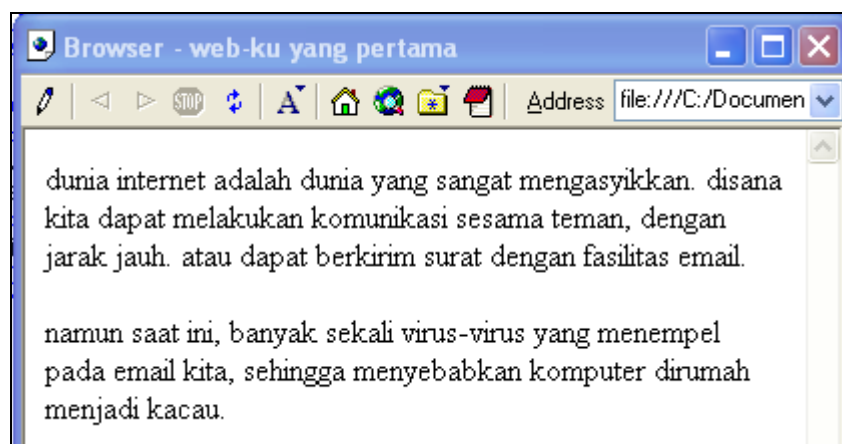 Browser - web-ku yang pertama
STOP A Address file:///C:/Documen
dunia internet adalah dunia yang sangat mengasyikkan. disana
kita dapat melakukan komunikasi sesama teman, dengan
jarak jauh. atau dapat berkirim surat dengan fasilitas email.
namun saat ini, banyak sekali virus-virus yang menempel
pada email kita, sehingga menyebabkan komputer dirumah
menjadi kacau.